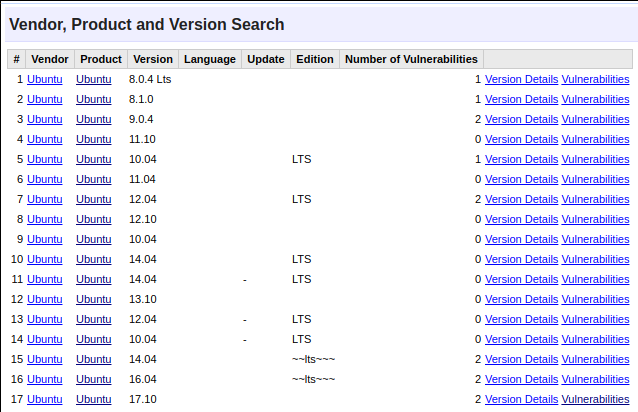 Vendor, Product and Version Search
# Vendor Product Version Language Update Edition Number of Vulnerabilities
1 Ubuntu Ubuntu 8.0.4 Lts 1 Version Details Vulnerabilities
2 Ubuntu Ubuntu 8.1.0 1 Version Details Vulnerabilities
3 Ubuntu Ubuntu 9.0.4 2 Version Details Vulnerabilities
4 Ubuntu Ubuntu 11.10 0 Version Details Vulnerabilities
5 Ubuntu Ubuntu 10.04 LTS 1 Version Details Vulnerabilities
6 Ubuntu Ubuntu 11.04 0 Version Details Vulnerabilities
7 Ubuntu Ubuntu 12.04 LTS 2 Version Details Vulnerabilities
8 Ubuntu Ubuntu 12.10 0 Version Details Vulnerabilities
9 Ubuntu Ubuntu 10.04 0 Version Details Vulnerabilities
10 Ubuntu Ubuntu 14.04 LTS 0 Version Details Vulnerabilities
11 Ubuntu Ubuntu 14.04 - LTS 0 Version Details Vulnerabilities
12 Ubuntu Ubuntu 13.10 0 Version Details Vulnerabilities
13 Ubuntu Ubuntu 12.04 - LTS 0 Version Details Vulnerabilities
14 Ubuntu Ubuntu 10.04 - LTS 0 Version Details Vulnerabilities
15 Ubuntu Ubuntu 14.04 ~~lts~~~ 2 Version Details Vulnerabilities
16 Ubuntu Ubuntu 16.04 ~~lts~~~ 2 Version Details Vulnerabilities
17 Ubuntu Ubuntu 17.10 2 Version Details Vulnerabilities